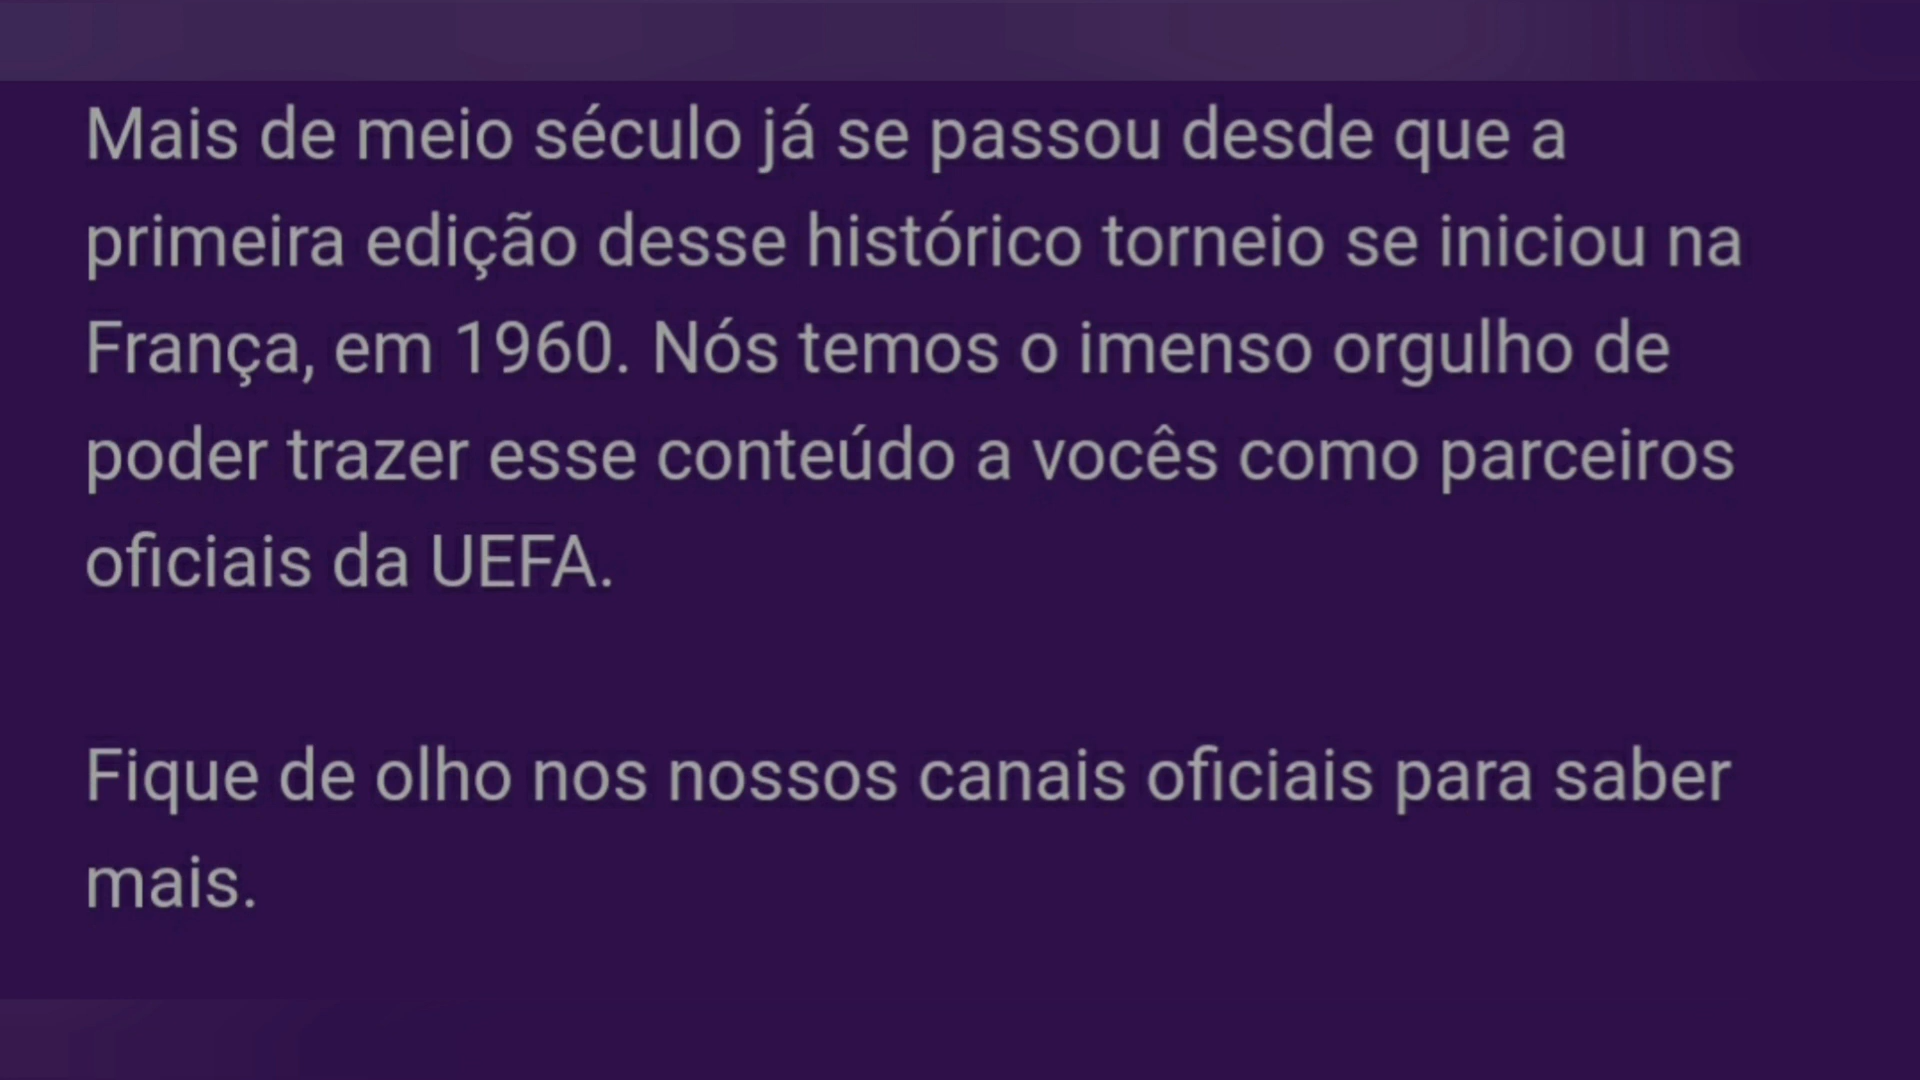 Mais de meio século já se passou desde que a
primeira edição desse histórico torneio se iniciou na
França, em 1960. Nós temos o imenso orgulho de
poder trazer esse conteúdo a vocês como parceiros
oficiais da UEFA.
Fique de olho nos nossos canais oficiais para saber
mais.